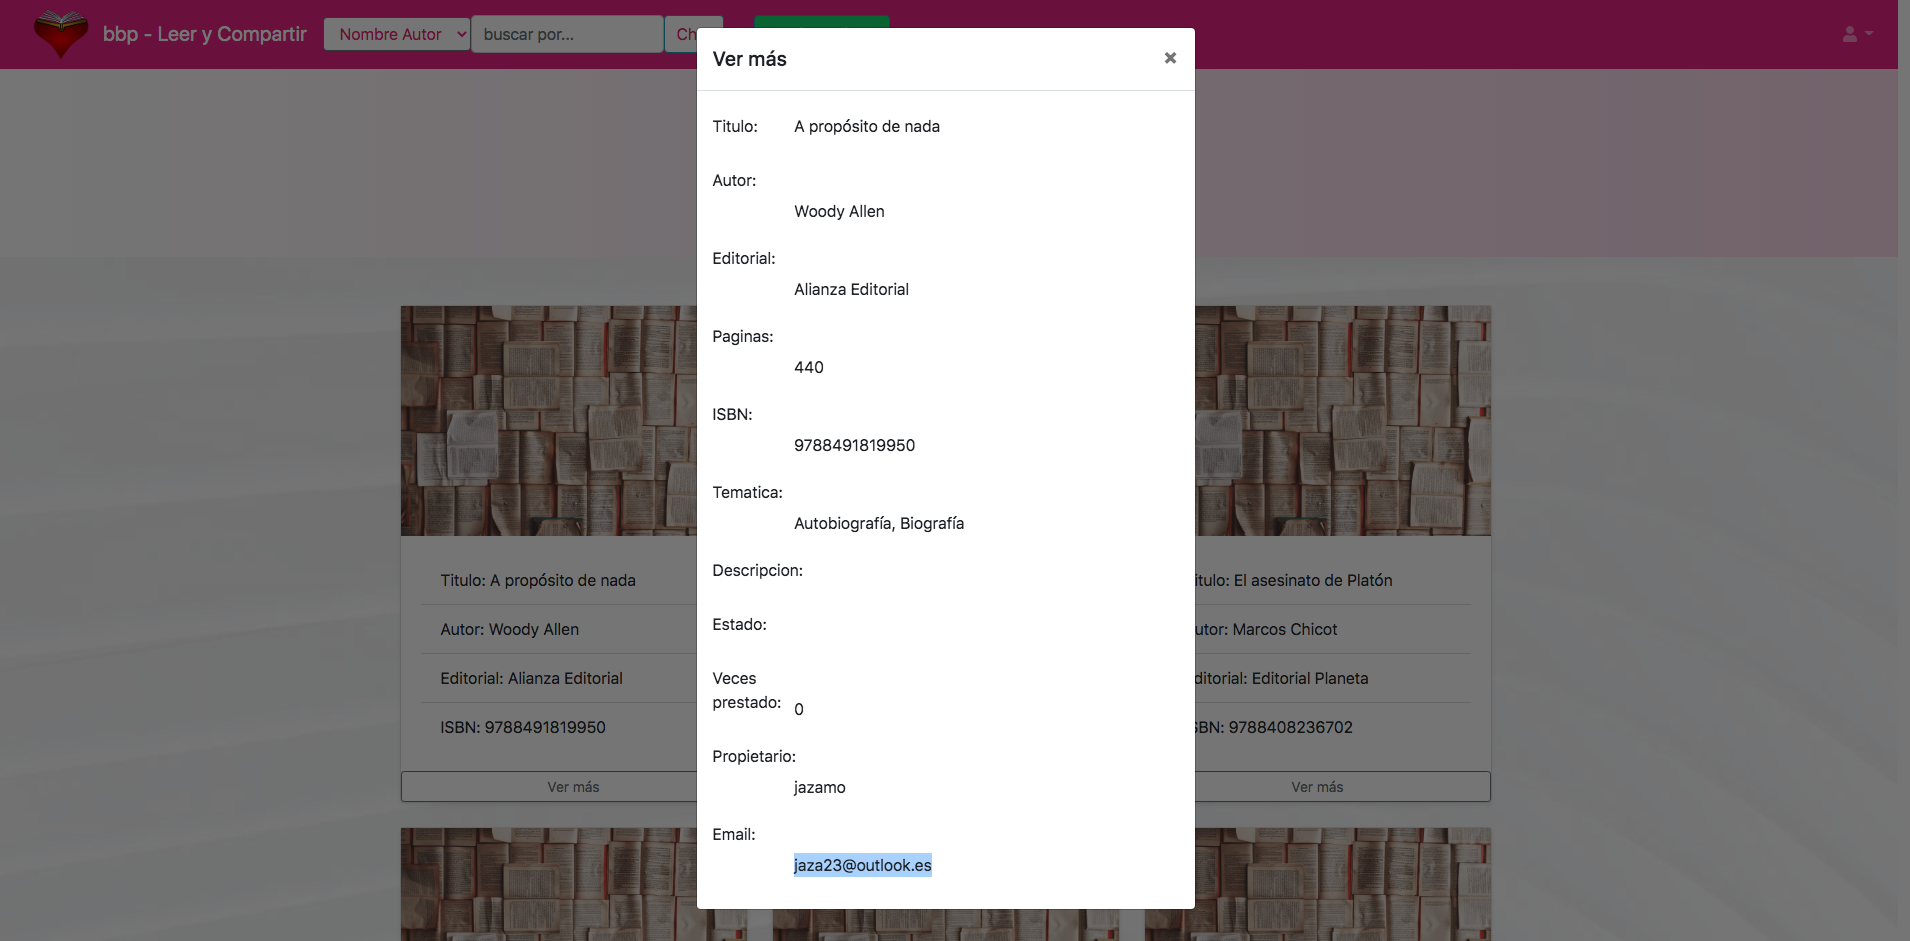 bbp - Leer y Compartir
Nombre Autor
buscar por...
Ch
Ver más
×
Titulo: A propósito de nada
Autor:
Woody Allen
Editorial:
Alianza Editorial
Paginas:
440
ISBN:
9788491819950
Tematica:
Autobiografía, Biografía
Descripcion:
Estado:
Veces
prestado: 0
Propietario:
jazamo
Email:
jaza23@outlook.es
Titulo: A propósito de nada
Autor: Woody Allen
Editorial: Alianza Editorial
ISBN: 9788491819950
Ver más
itulo: El asesinato de Platón
utor: Marcos Chicot
ditorial: Editorial Planeta
SBN: 9788408236702
Ver más